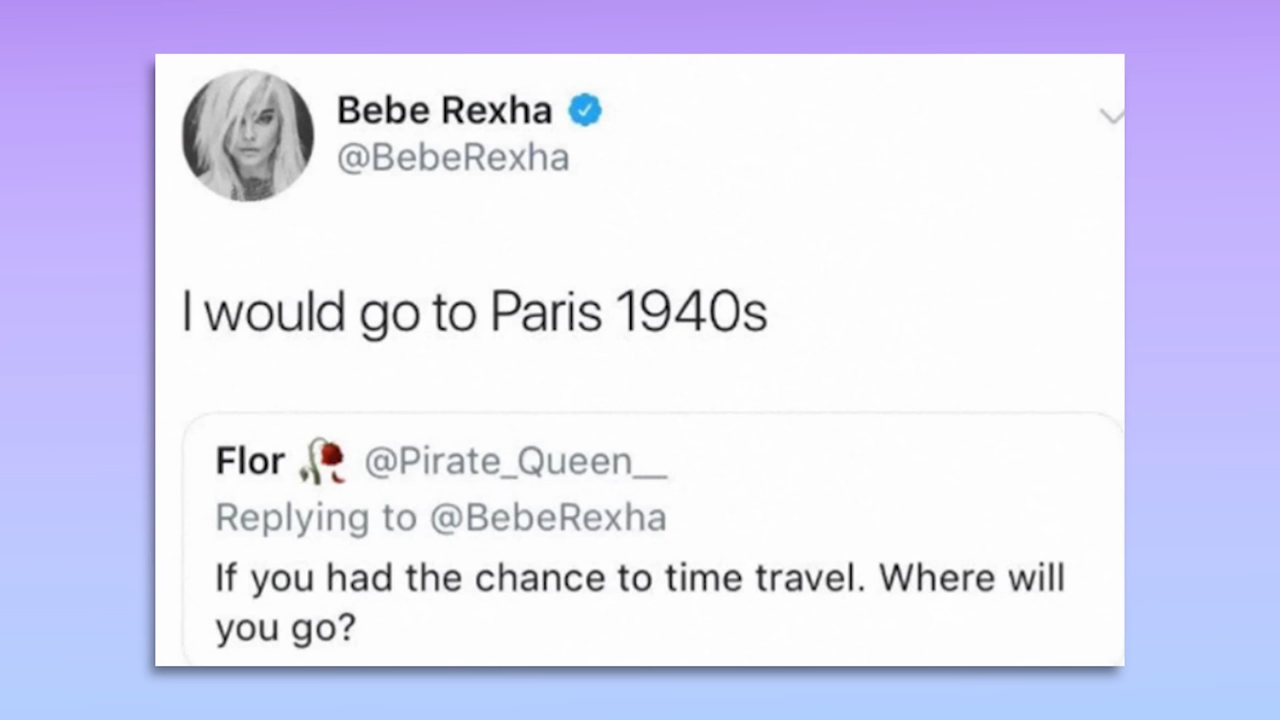 Bebe Rexha
@BebeRexha
I would go to Paris 1940s
Flor 🥀 @Pirate_Queen__
Replying to @BebeRexha
If you had the chance to time travel. Where will
you go?